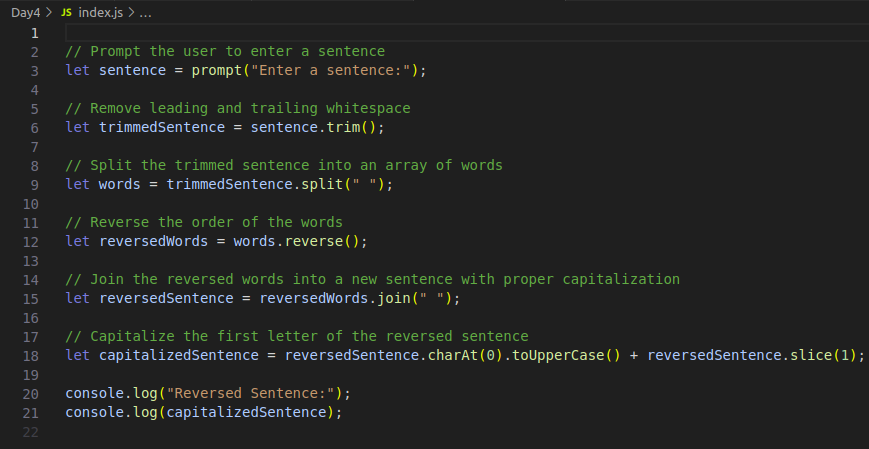 Day4 > JS index.js > ...
1
2 // Prompt the user to enter a sentence
3 let sentence = prompt("Enter a sentence:");
4
5 // Remove leading and trailing whitespace
6 let trimmedSentence = sentence.trim();
7
8 // Split the trimmed sentence into an array of words
9 let words = trimmedSentence.split(" ");
10
11 // Reverse the order of the words
12 let reversedWords = words.reverse();
13
14 // Join the reversed words into a new sentence with proper capitalization
15 let reversedSentence = reversedWords.join(" ");
16
17 // Capitalize the first letter of the reversed sentence
18 let capitalizedSentence = reversedSentence.charAt(0).toUpperCase() + reversedSentence.slice(1);
19
20 console.log("Reversed Sentence:");
21 console.log(capitalizedSentence);
22